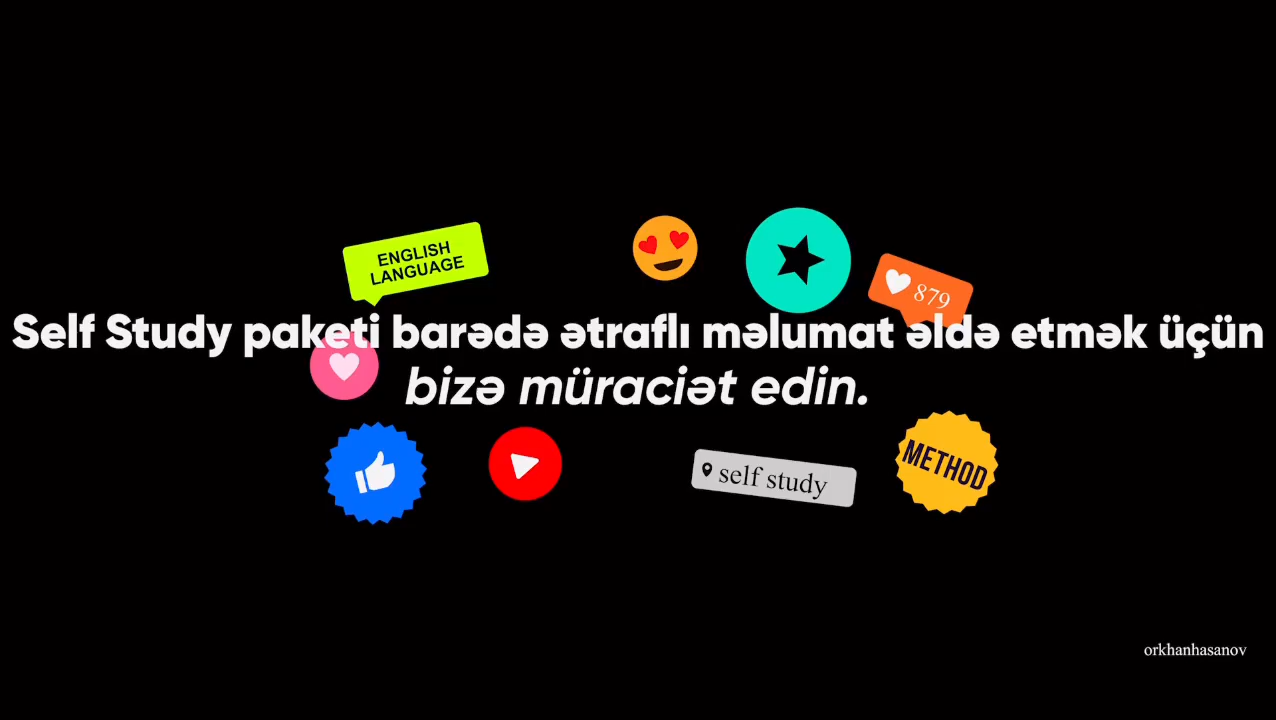 ENGLISH
LANGUAGE
879
Self Study paketi barədə ətraflı məlumat əldə etmək üçün
bizə müraciət edin.
self study
METHOD
orkhanhasanov